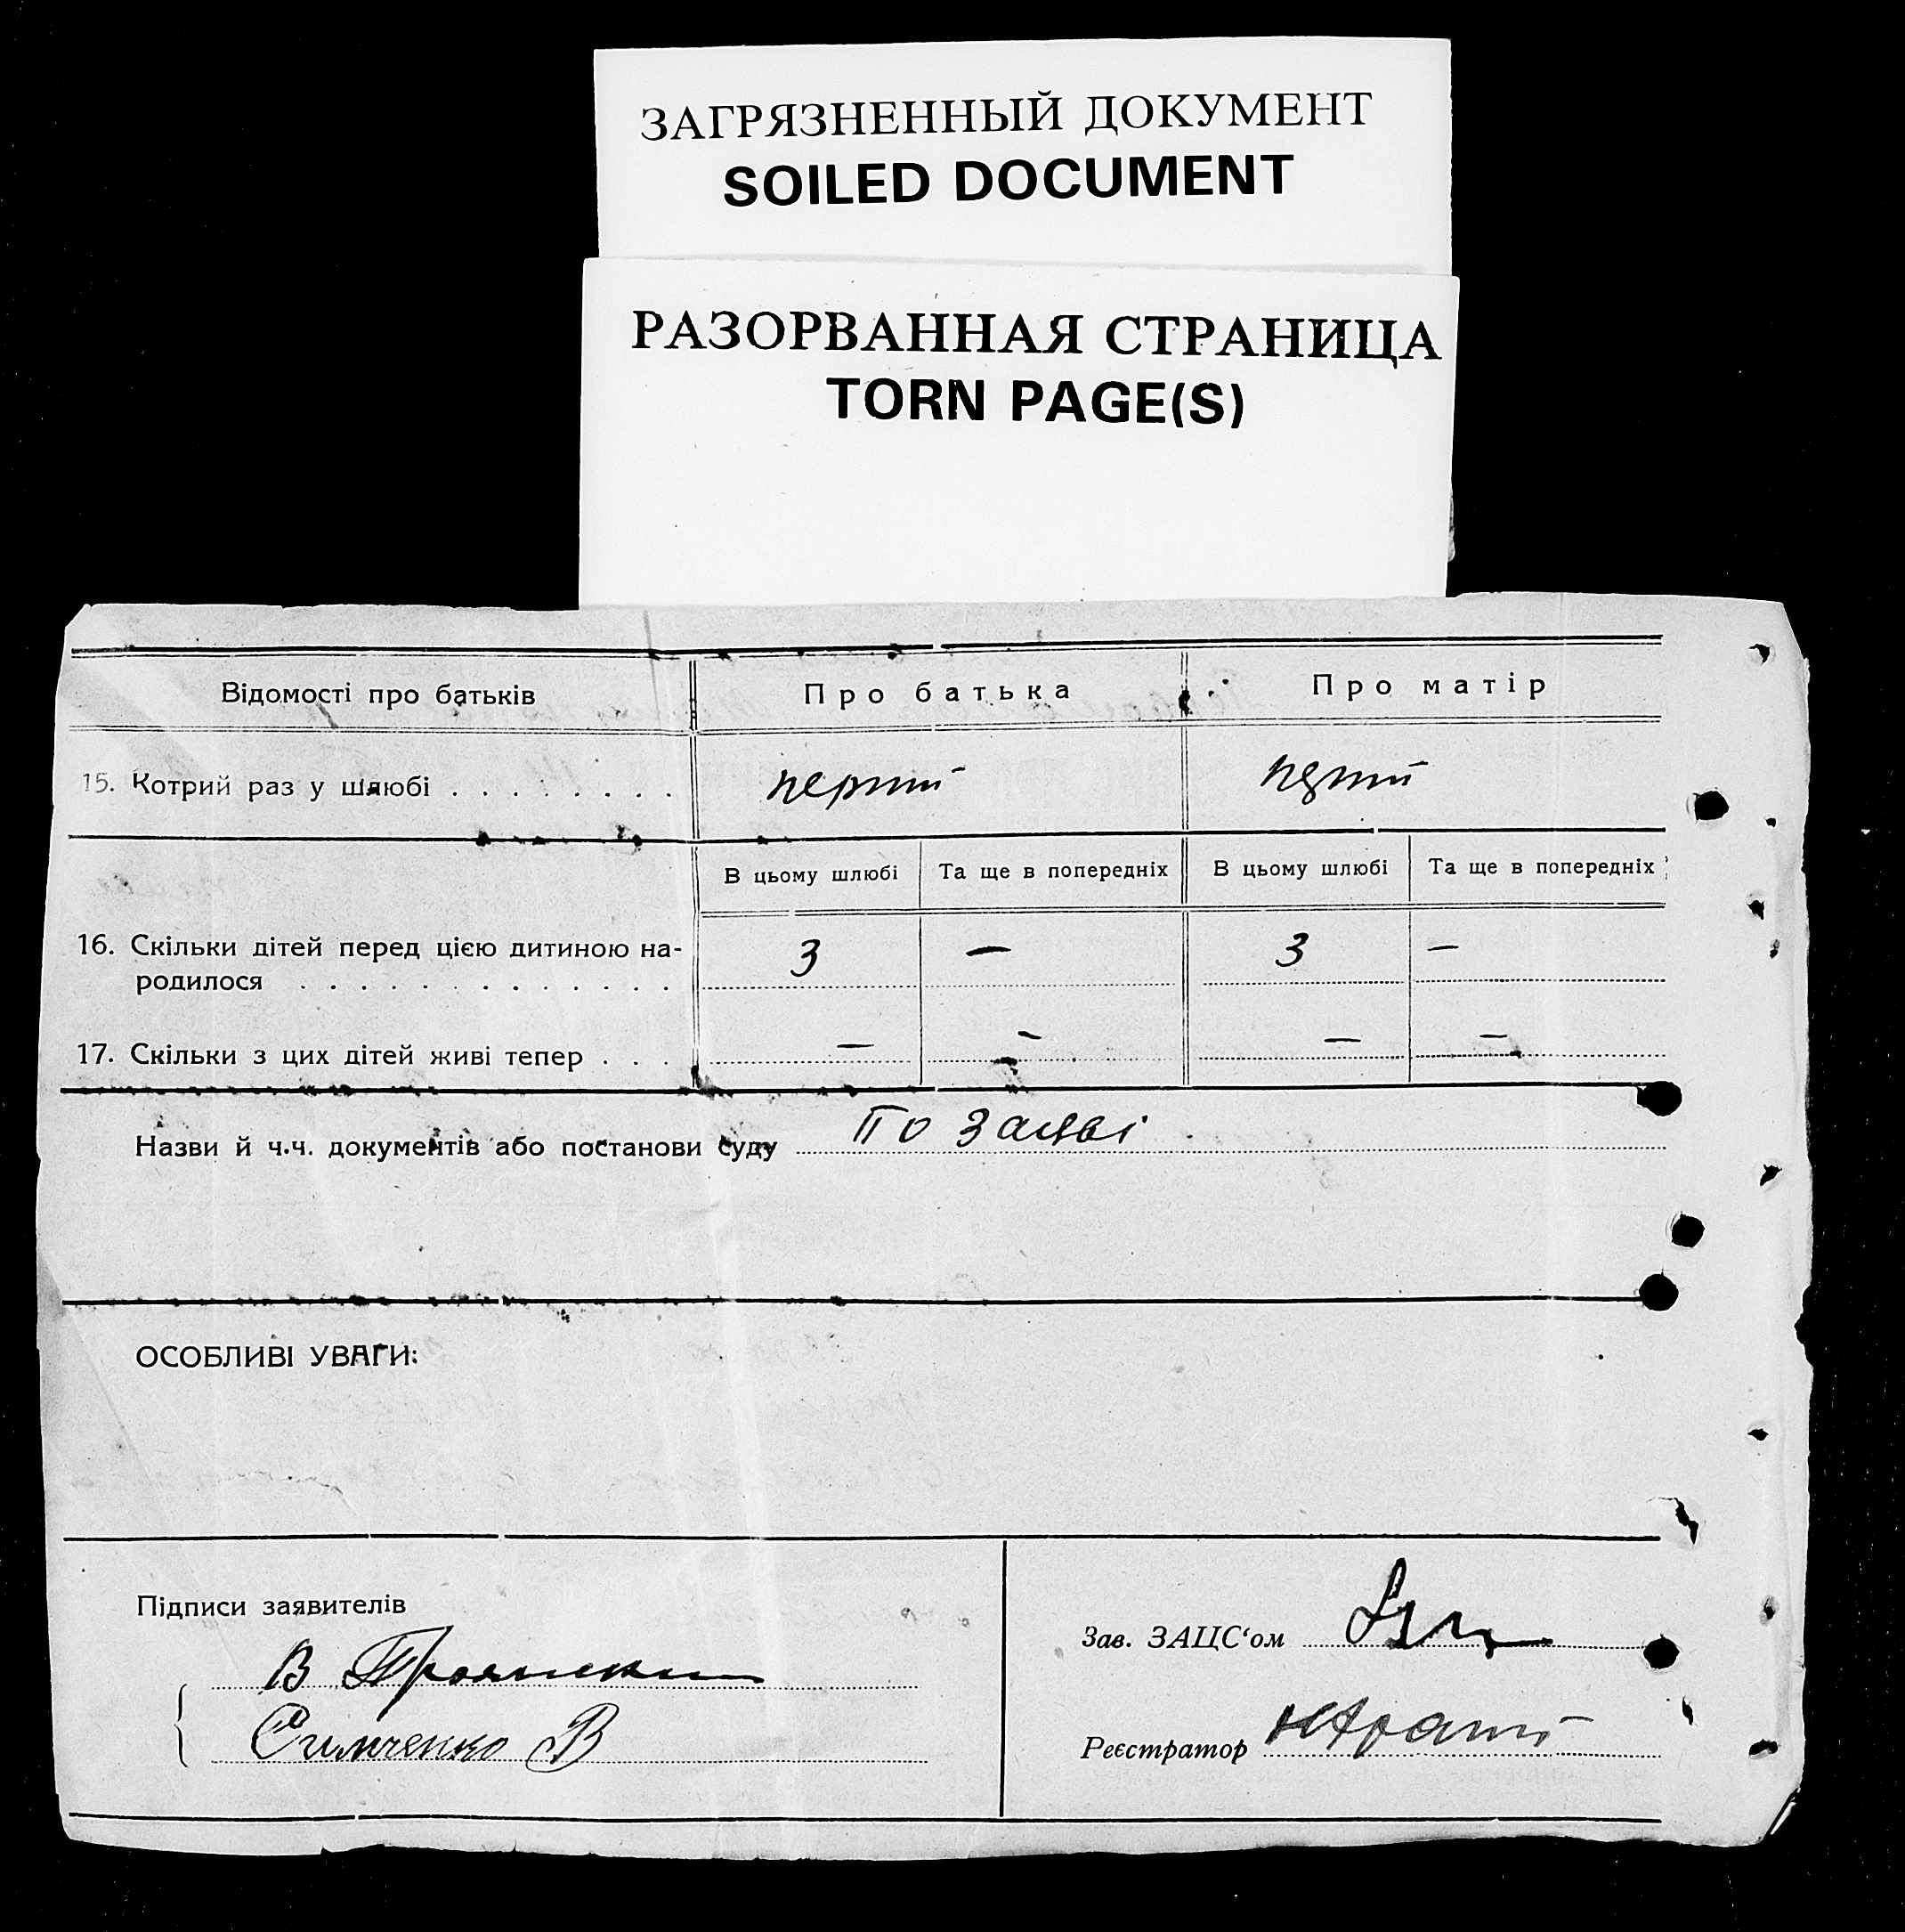 ЗАГРЯЗНЕННЫЙ ДОКУМЕНТ
SOILED DOCUMENT
РАЗОРВАННАЯ СТРАНИЦА
TORN PAGE(S)
Відомості про батьків Про батька Про матір
15. Котрий раз у шлюбі . . . . . . . . перший
В цьому шлюбі Та ще в попередніх В цьому шлюбі Та ще в попередніх
16. Скільки дітей перед цією дитиною на-
родилося . . . . . . . . . . . . . 3 — 3 —
17. Скільки з цих дітей живі тепер . . . — — — —
Назви й ч.ч. документів або постанови суду По заяві
ОСОБЛИВІ УВАГИ:
Підписи заявителів
В
Симченко В
Зав. ЗАЦС‘ом
Реєстратор